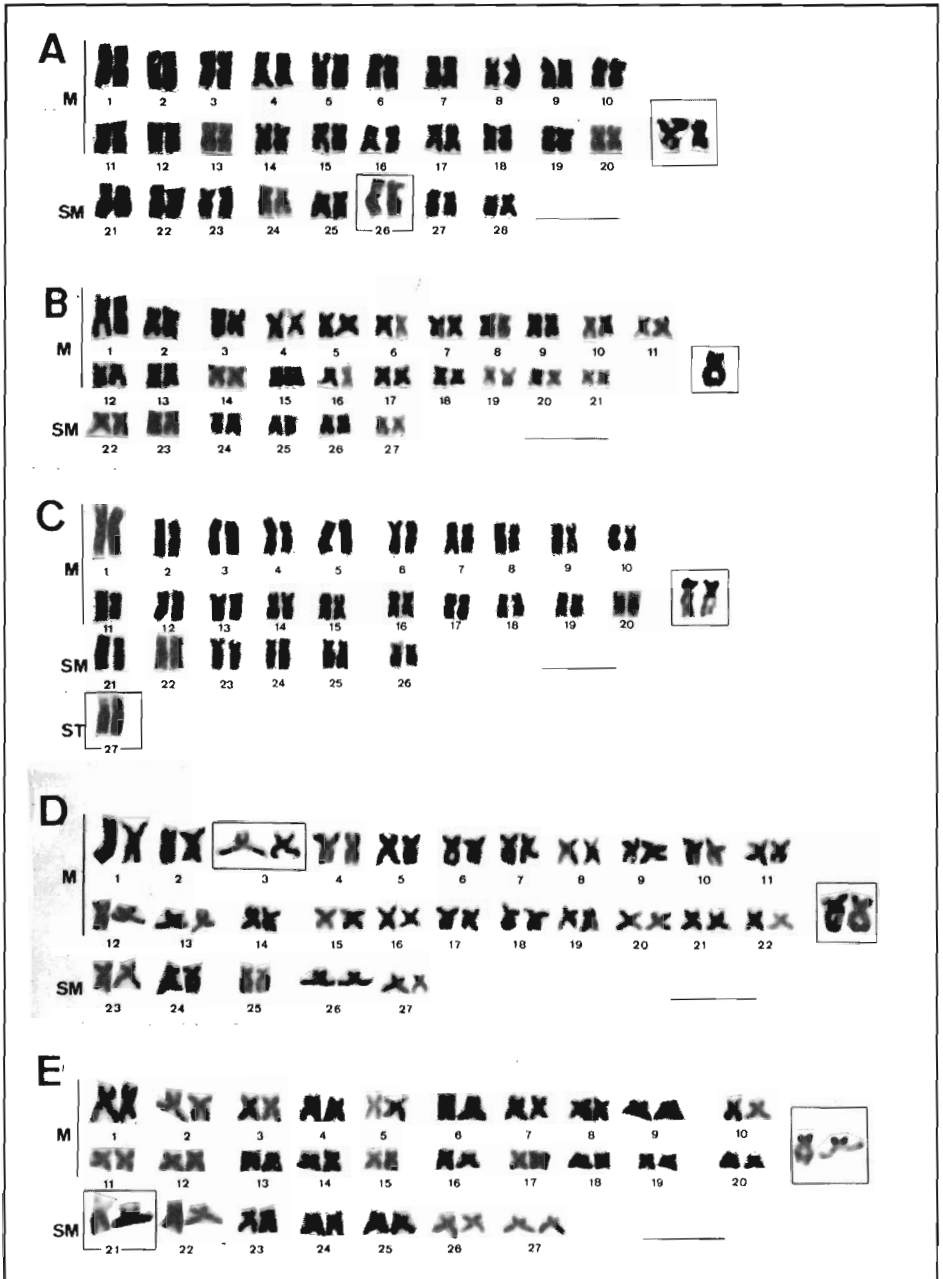 A
M
1 2 3 4 5 6 7 8 9 10
11 12 13 14 15 16 17 18 19 20
SM
21 22 23 24 25 26 27 28
B
M
1 2 3 4 5 6 7 8 9 10 11
12 13 14 15 16 17 18 19 20 21
SM
22 23 24 25 26 27
C
M
1 2 3 4 5 6 7 8 9 10
11 12 13 14 15 16 17 18 19 20
SM
21 22 23 24 25 26
ST
27
D
M
1 2 3 4 5 6 7 8 9 10 11
12 13 14 15 16 17 18 19 20 21 22
SM
23 24 25 26 27
E
M
1 2 3 4 5 6 7 8 9 10
11 12 13 14 15 16 17 18 19 20
SM
21 22 23 24 25 26 27